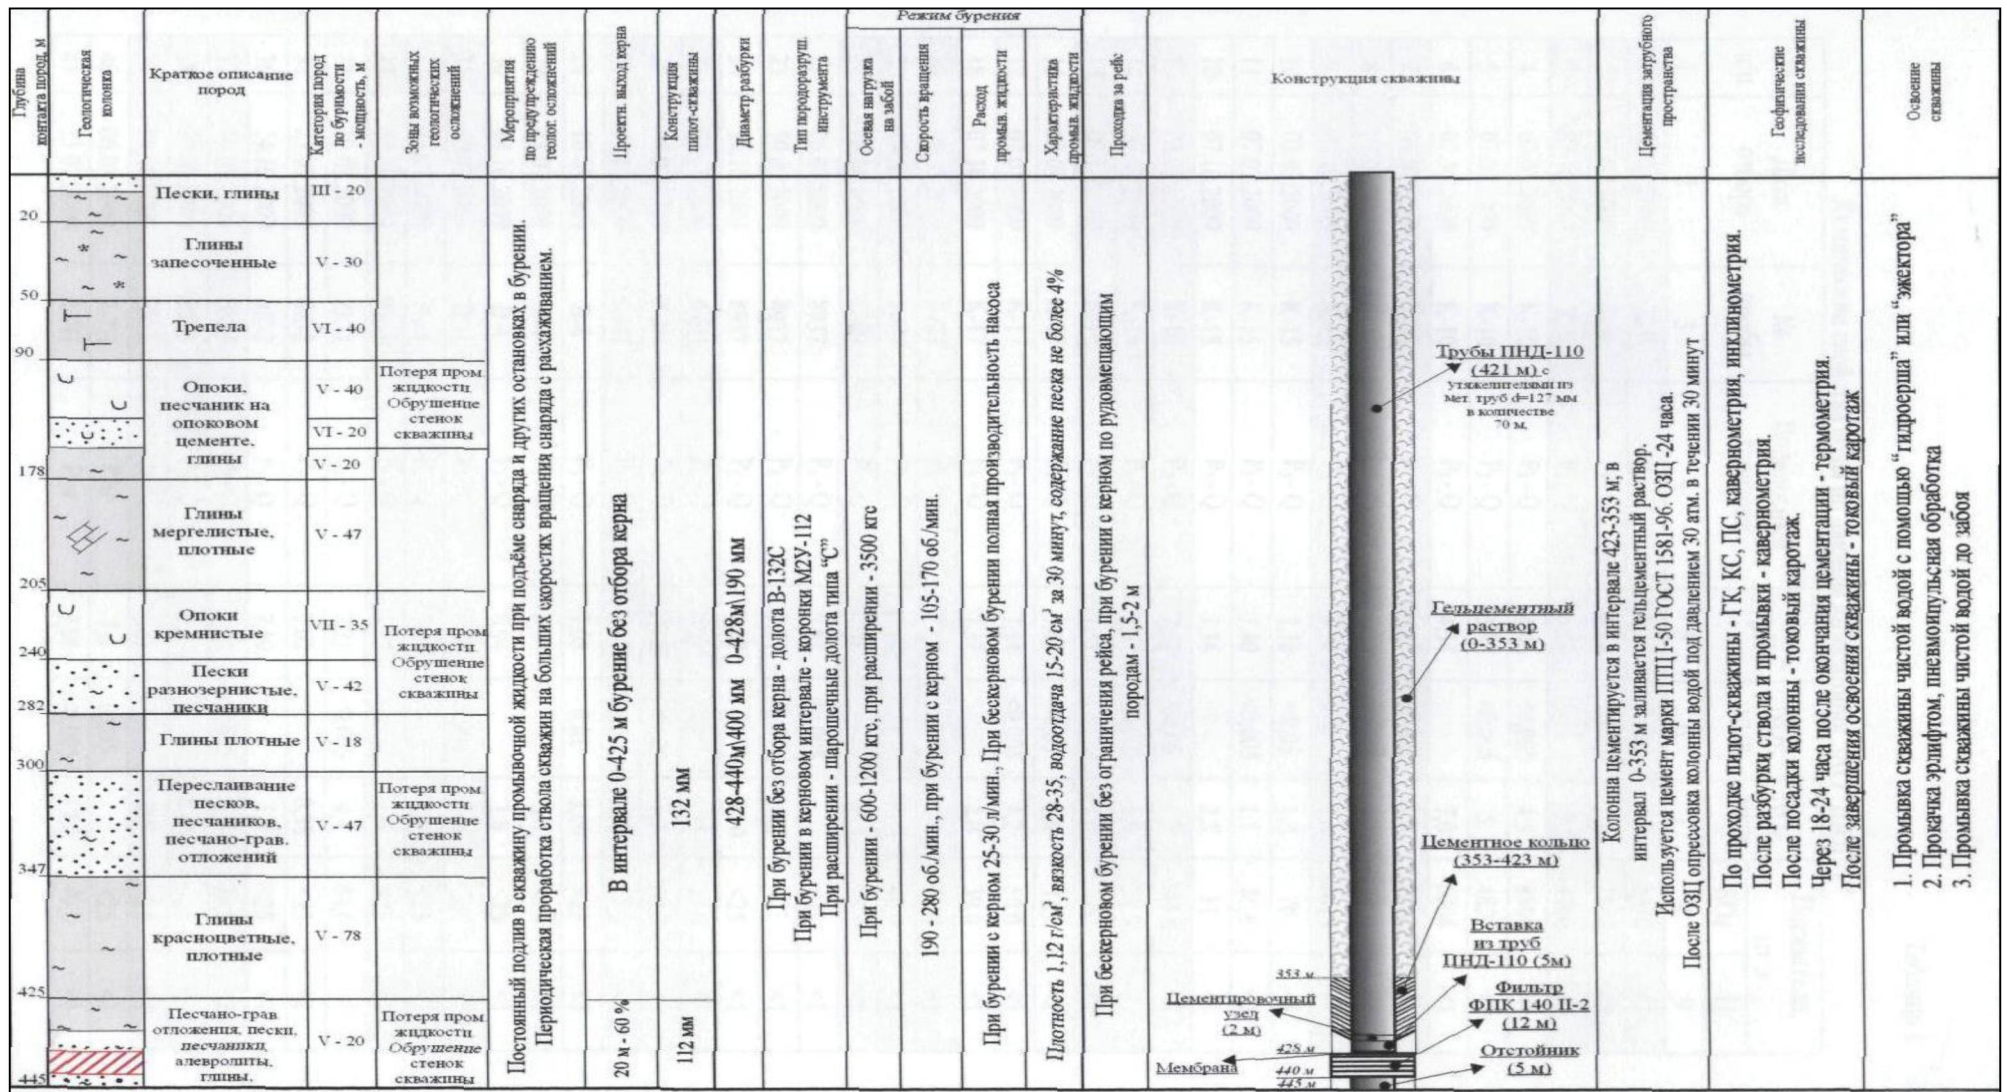 Режим бурения
Глубина
контакта пород, м
Геологическая
колонка
Краткое описание
пород
Категория пород
по буримости
- мощность, м
Зоны возможных
геологических
осложнений
Мероприятия
по предупреждению
геолог. осложнений
Проектн. выход керна
Конструкция
пилот-скважины
Диаметр разбурки
Тип породоразруш.
инструмента
Осевая нагрузка
на забой
Скорость вращения
Расход
промыв. жидкости
Характеристика
промыв. жидкости
Проходка за рейс
Конструкция скважины
Цементация затрубного
пространства
Геофизические
исследования скважины
Освоение
скважины
20
50
90
178
205
240
282
300
347
425
445
Пески, глины
Глины
запесоченные
Трепела
Опоки,
песчаник на
опоковом
цементе,
глины
Глины
мергелистые,
плотные
Опоки
кремнистые
Пески
разнозернистые,
песчаники
Глины плотные
Переслаивание
песков,
песчаников,
песчано-грав.
отложений
Глины
красноцветные,
плотные
Песчано-грав
отложения, пески,
песчаники,
алевролиты,
глины,
III - 20
V - 30
VI - 40
V - 40
VI - 20
V - 20
V - 47
VII - 35
V - 42
V - 18
V - 47
V - 78
V - 20
Потеря пром.
жидкости.
Обрушение
стенок
скважины
Потеря пром.
жидкости.
Обрушение
стенок
скважины
Потеря пром.
жидкости.
Обрушение
стенок
скважины
Потеря пром.
жидкости.
Обрушение
стенок
скважины
Постоянный подлив в скважину промывочной жидкости при подъёме снаряда и других остановках в бурении.
Периодическая проработка ствола скважин на больших скоростях вращения снаряда с расхаживанием.
В интервале 0-425 м бурение без отбора керна
20 м - 60 %
132 мм
112 мм
428-440м\400 мм 0-428м\190 мм
При бурении без отбора керна - долота В-132С
При бурении в керновом интервале - коронки М2У-112
При расширении - шарошечные долота типа “С”
При бурении - 600-1200 кгс, при расширении - 3500 кгс
190 - 280 об./мин., при бурении с керном - 105-170 об./мин.
При бурении с керном 25-30 л/мин., При бескерновом бурении полная производительность насоса
Плотность 1,12 г/см³, вязкость 28-35, водоотдача 15-20 см³ за 30 минут, содержание песка не более 4%
При бескерновом бурении без ограничения рейса, при бурении с керном по рудовмещающим
породам - 1,5-2 м
Трубы ПНД-110
(421 м) с
утяжелителями из
мет. труб d=127 мм
в количестве
70 м,
Гельцементный
раствор
(0-353 м)
Цементное кольцо
(353-423 м)
Вставка
из труб
ПНД-110 (5м)
Фильтр
ФПК 140 П-2
(12 м)
Отстойник
(5 м)
Цементировочный
узел
(2 м)
Мембрана
353 м
428 м
440 м
445 м
Колонна цементируется в интервале 423-353 м; в
интервал 0-353 м заливается гельцементный раствор.
Используется цемент марки ПТЦ1-50 ГОСТ 1581-96. ОЗЦ -24 часа.
После ОЗЦ опрессовка колонны водой под давлением 30 атм. в течении 30 минут
По проходке пилот-скважины - ГК, КС, ПС, кавернометрия, инклинометрия.
После разбурки ствола и промывки - кавернометрия.
После посадки колонны - токовый каротаж.
Через 18-24 часа после окончания цементации - термометрия.
После завершения освоения скважины - токовый каротаж
1. Промывка скважины чистой водой с помощью “гидроерша” или “эжектора”
2. Прокачка эрлифтом, пневмоипульсная обработка
3. Промывка скважины чистой водой до забоя